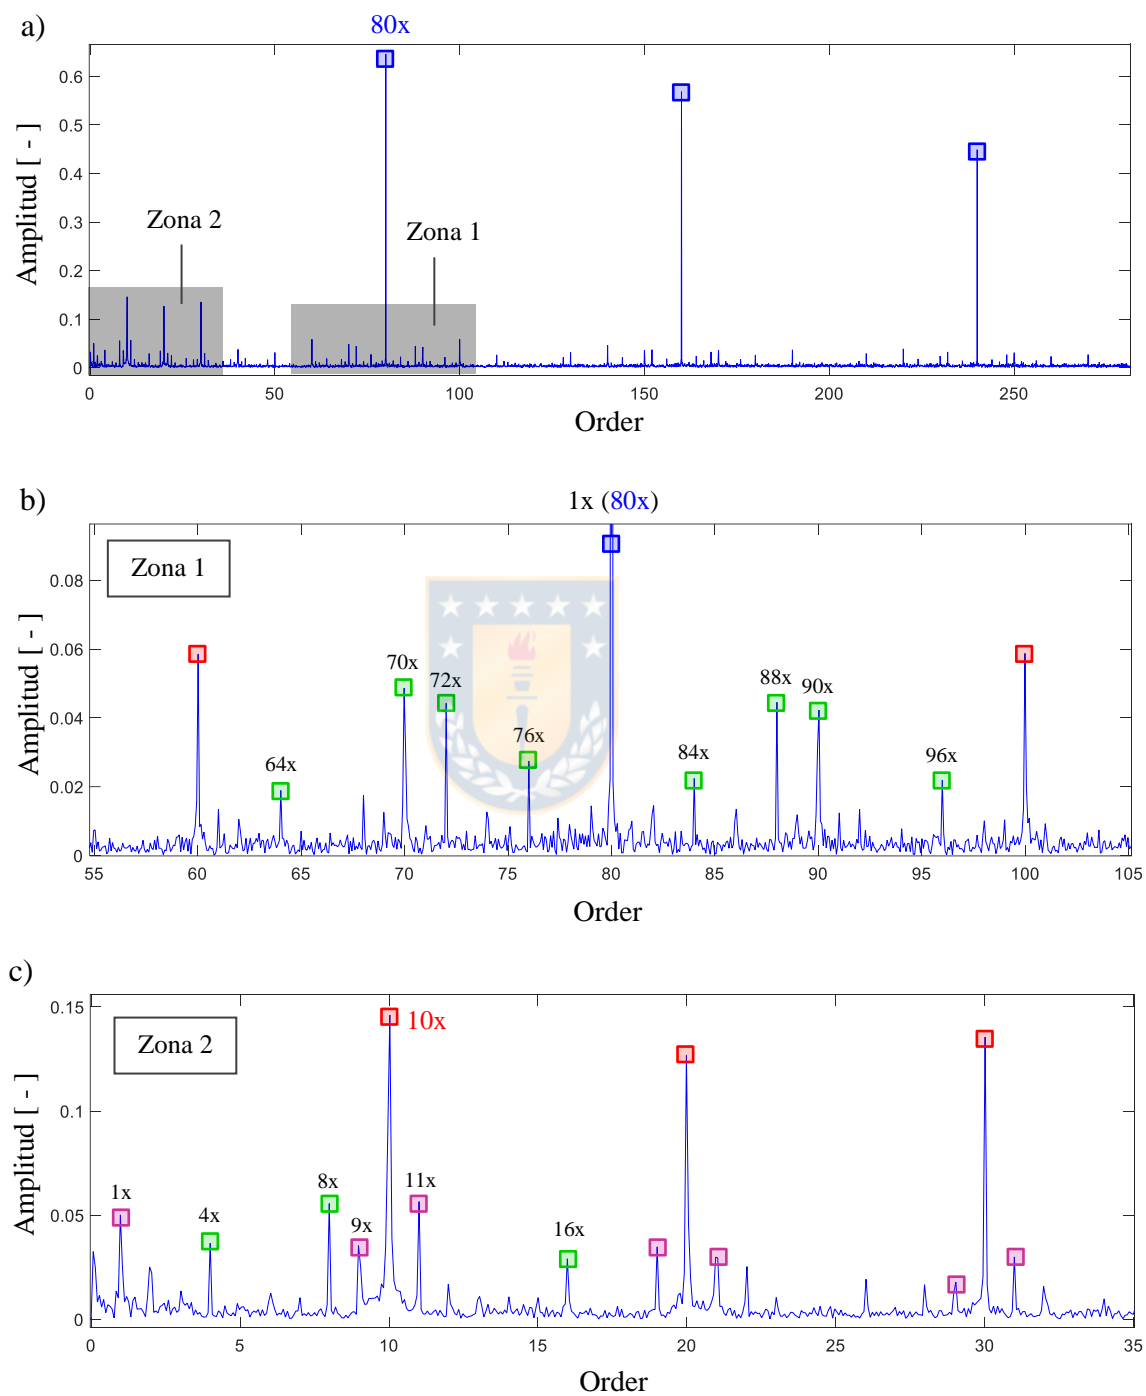 a)
80x
Amplitud [ - ]
0.6
0.5
0.4
0.3
0.2
0.1
0
Zona 2
Zona 1
0 50 100 150 200 250
Order
b)
1x (80x)
Zona 1
Amplitud [ - ]
0.08
0.06
0.04
0.02
0
64x
70x
72x
76x
84x
88x
90x
96x
55 60 65 70 75 80 85 90 95 100 105
Order
c)
Zona 2
Amplitud [ - ]
0.15
0.1
0.05
0
1x
4x
8x
9x
10x
11x
16x
0 5 10 15 20 25 30 35
Order